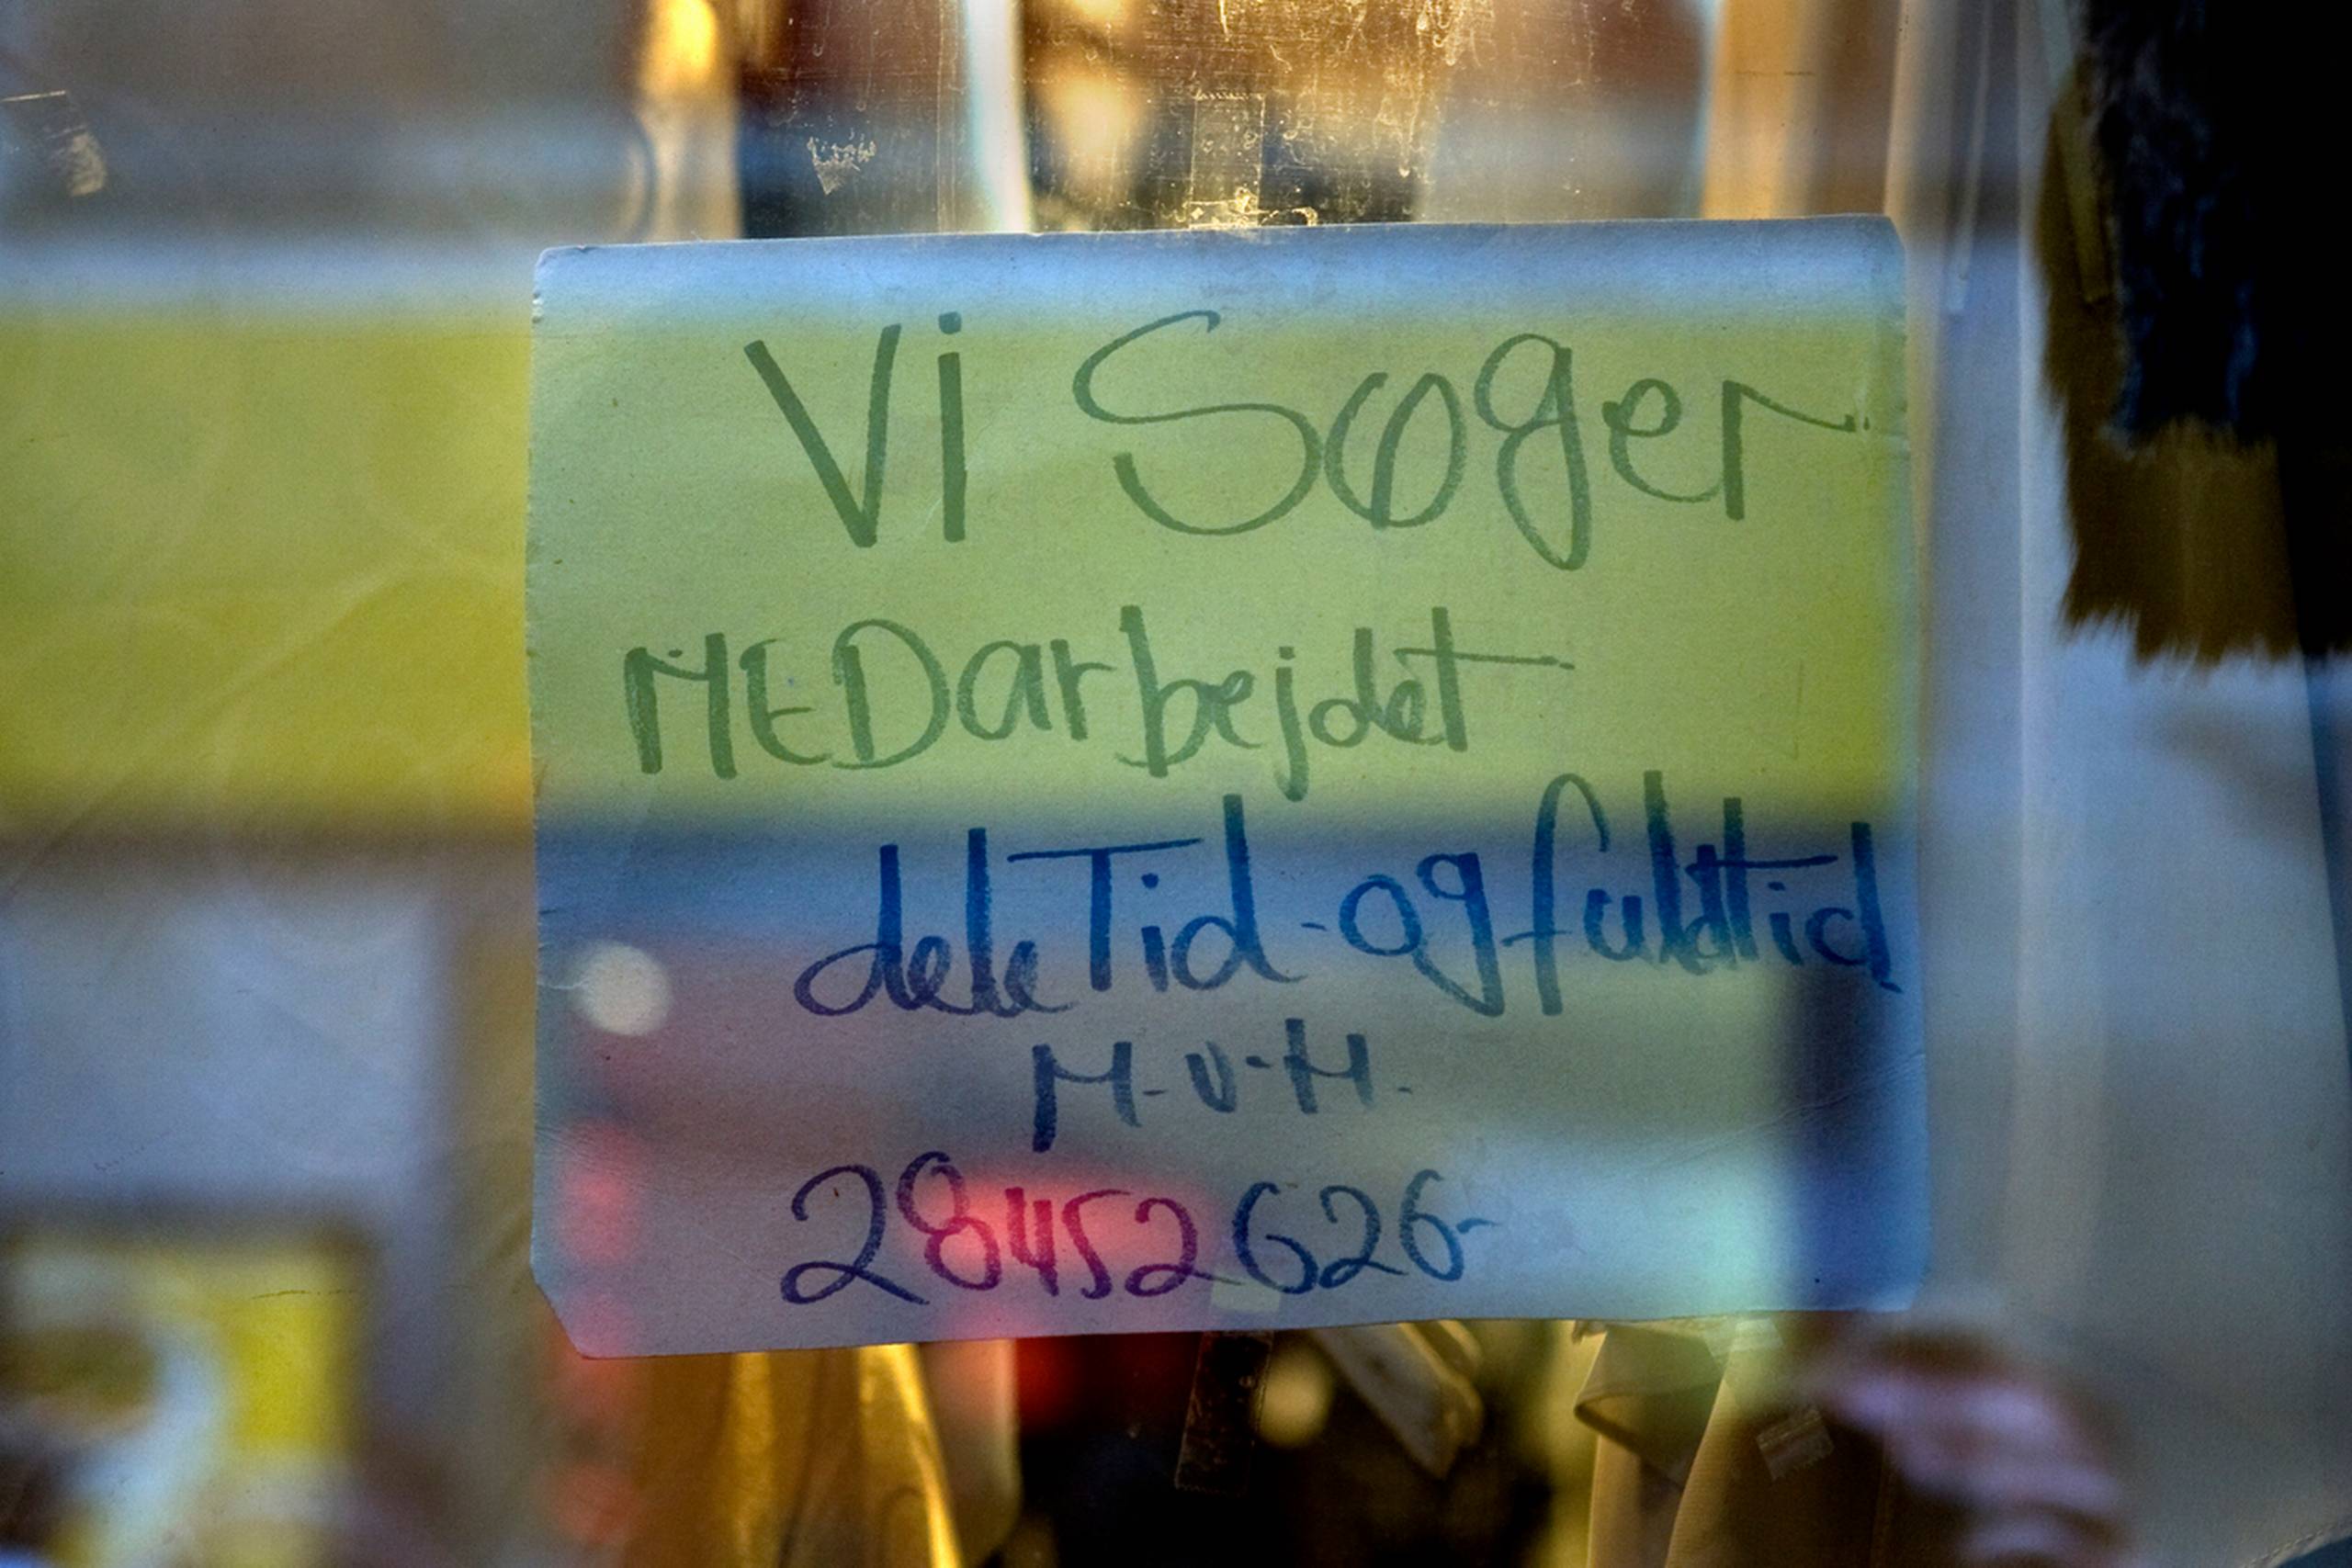 Vi Søger
MEDarbejdet
deleTid-og fuldtid
M.v.H.
28452626-